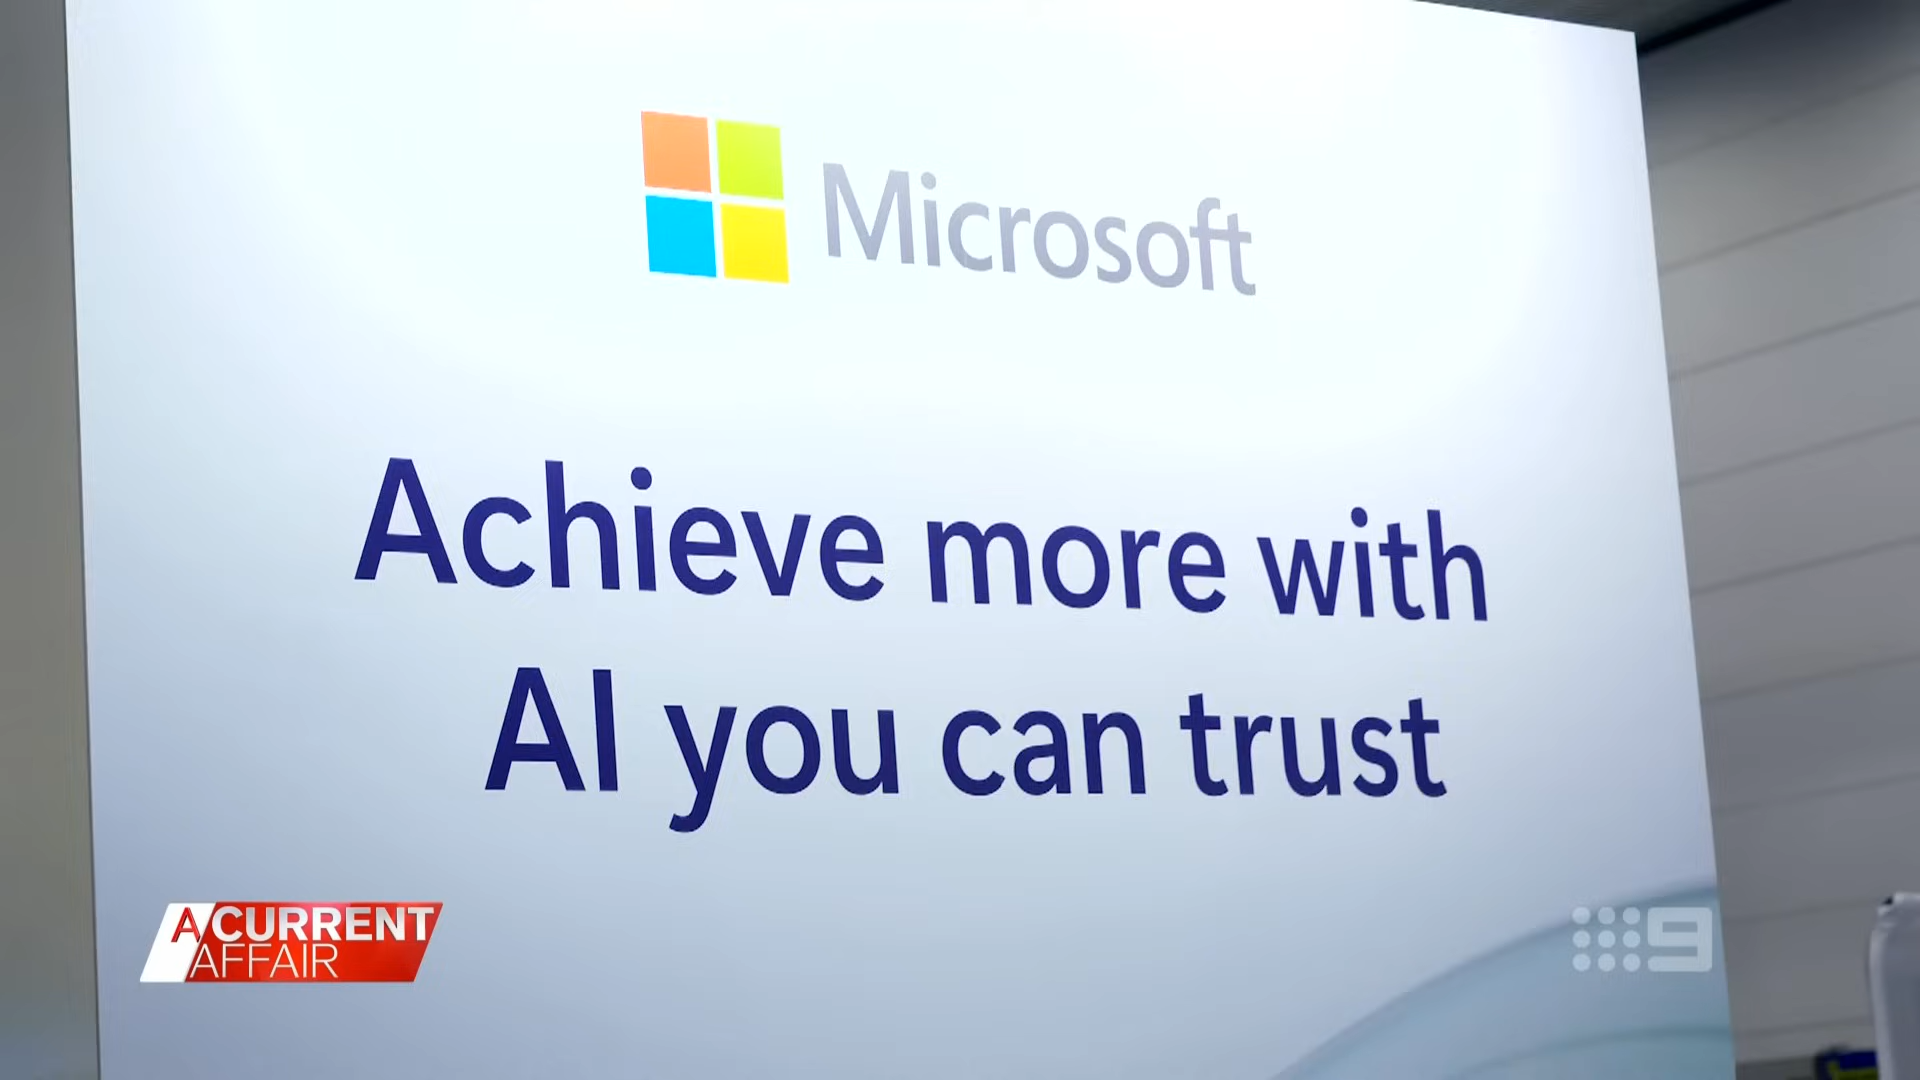 Microsoft
Achieve more with
AI you can trust
A CURRENT
AFFAIR
9